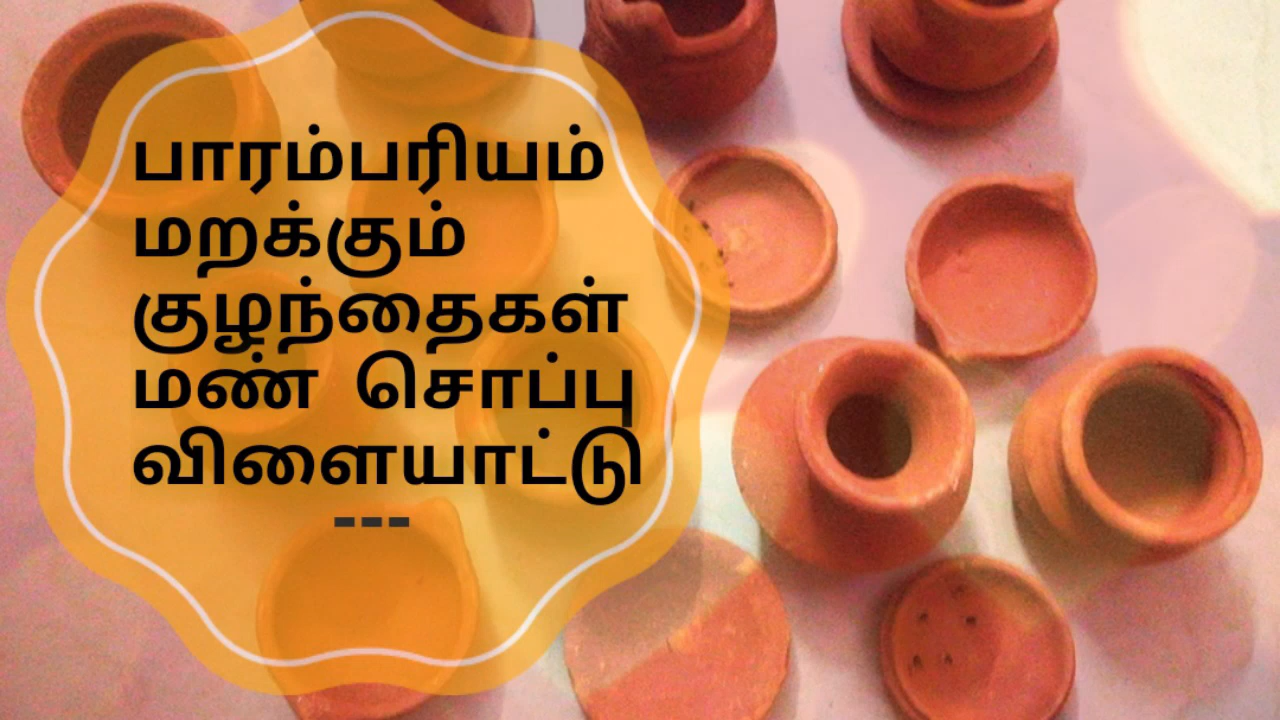 பாரம்பரியம்
மறக்கும்
குழந்தைகள்
மண் சொப்பு
விளையாட்டு
---